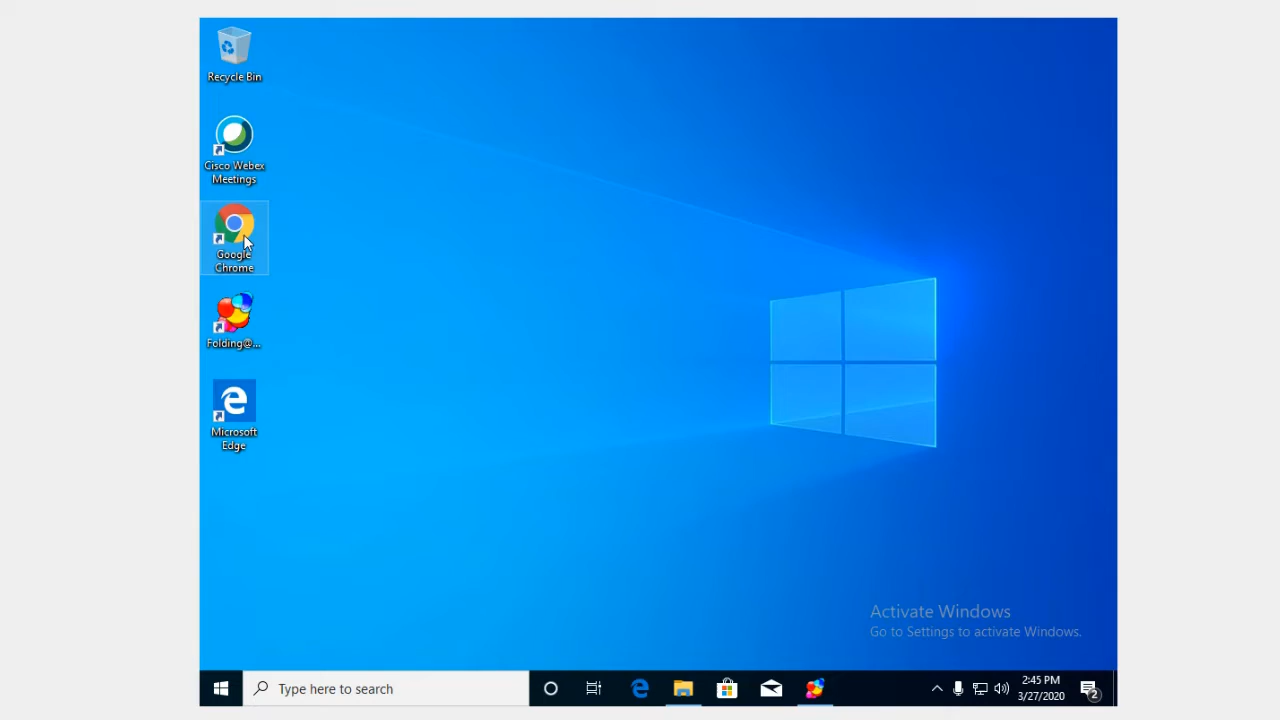 Recycle Bin
Cisco Webex
Meetings
Google
Chrome
Folding@...
Microsoft
Edge
Activate Windows
Go to Settings to activate Windows.
Type here to search
2:45 PM
3/27/2020
2